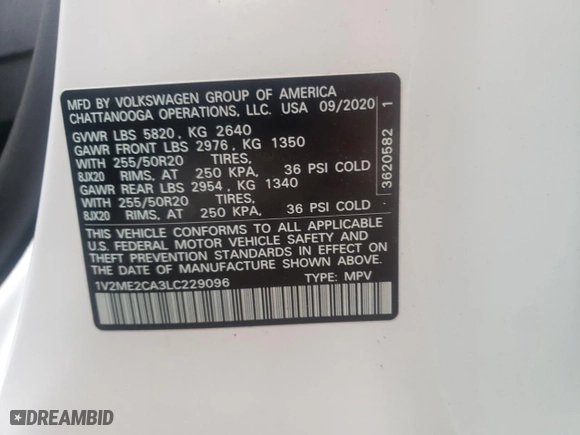 MFD. BY VOLKSWAGEN GROUP OF AMERICA
CHATTANOOGA OPERATIONS, LLC. USA 09/2020
GVWR LBS 5820, KG 2640
GAWR FRONT LBS 2976, KG 1350
WITH 255/50R20 TIRES,
8JX20 RIMS, AT 250 KPA, 36 PSI COLD
GAWR REAR LBS 2954, KG 1340
WITH 255/50R20 TIRES,
8JX20 RIMS, AT 250 KPA, 36 PSI COLD
THIS VEHICLE CONFORMS TO ALL APPLICABLE
U.S. FEDERAL MOTOR VEHICLE SAFETY AND
THEFT PREVENTION STANDARDS IN EFFECT ON
THE DATE OF MANUFACTURE SHOWN ABOVE.
1V2ME2CA3LC229096 TYPE: MPV
3620582 1
DREAMBID